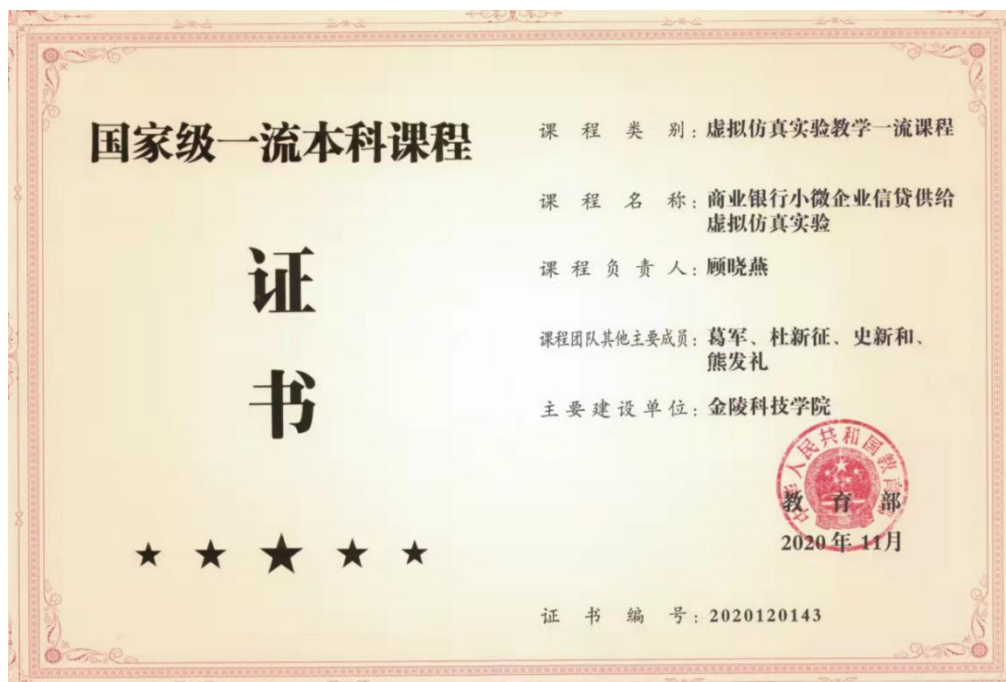 国家级一流本科课程
证
书
课程类别：虚拟仿真实验教学一流课程
课程名称：商业银行小微企业信贷供给
虚拟仿真实验
课程负责人：顾晓燕
课程团队其他主要成员：葛军、杜新征、史新和、
熊发礼
主要建设单位：金陵科技学院
中华人民共和国教育部
教育部
2020年11月
证书编号：2020120143